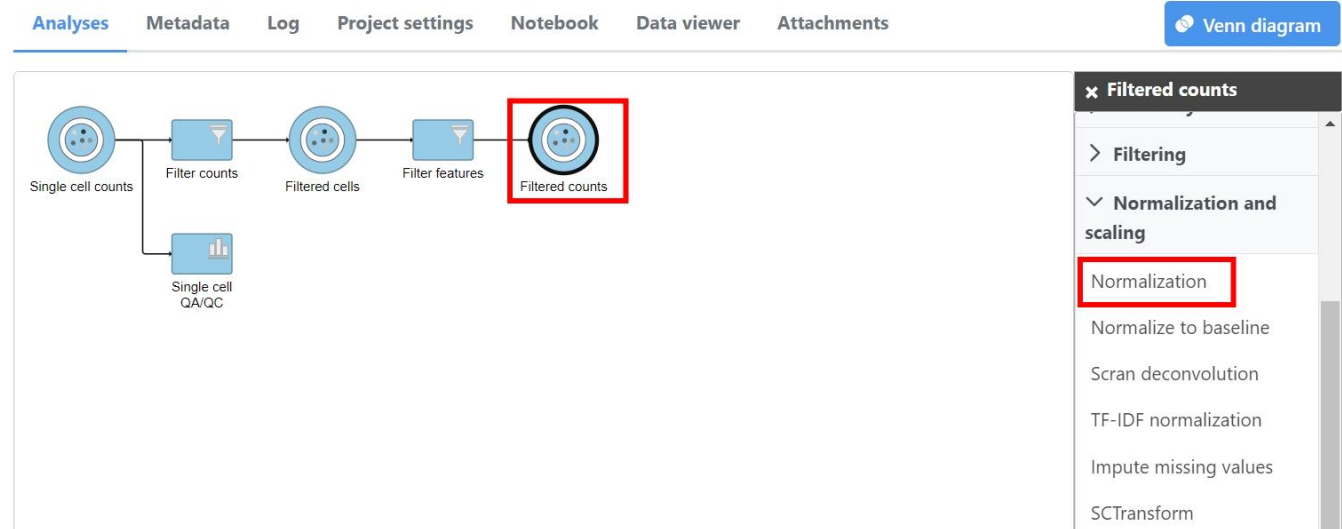 Analyses Metadata Log Project settings Notebook Data viewer Attachments Venn diagram
Filtered counts
Filtering
Normalization and
scaling
Normalization
Normalize to baseline
Scran deconvolution
TF-IDF normalization
Impute missing values
SCTransform
Single cell counts
Filter counts
Filtered cells
Filter features
Filtered counts
Single cell
QA/QC